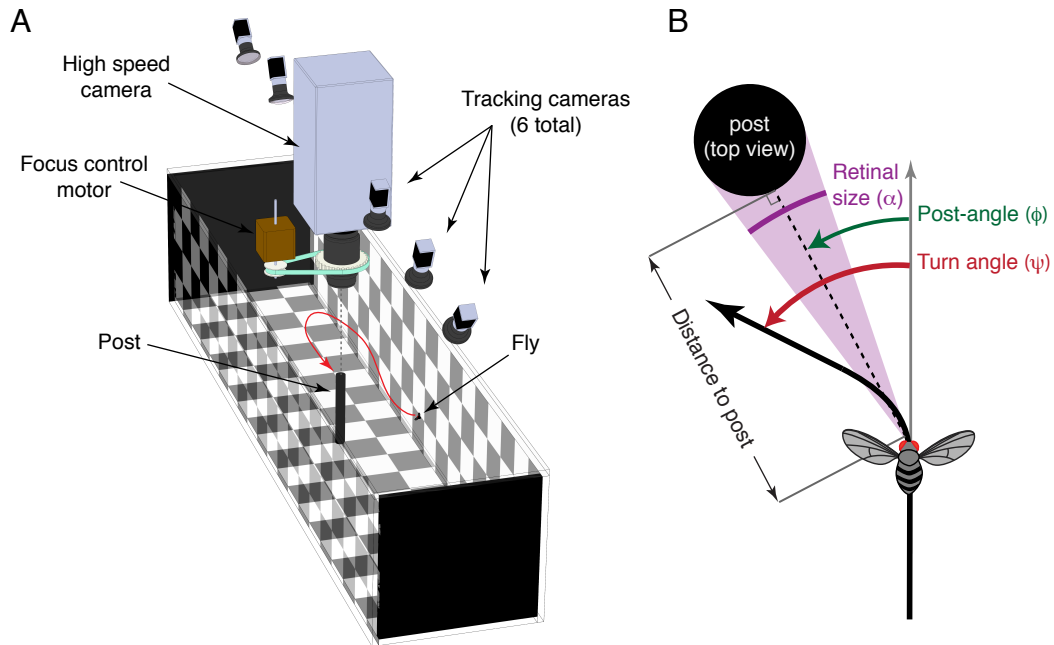 A
High speed
camera
Focus control
motor
Tracking cameras
(6 total)
Post
Fly
B
post
(top view)
Retinal
size (α)
Post-angle (ϕ)
Turn angle (ψ)
Distance to post